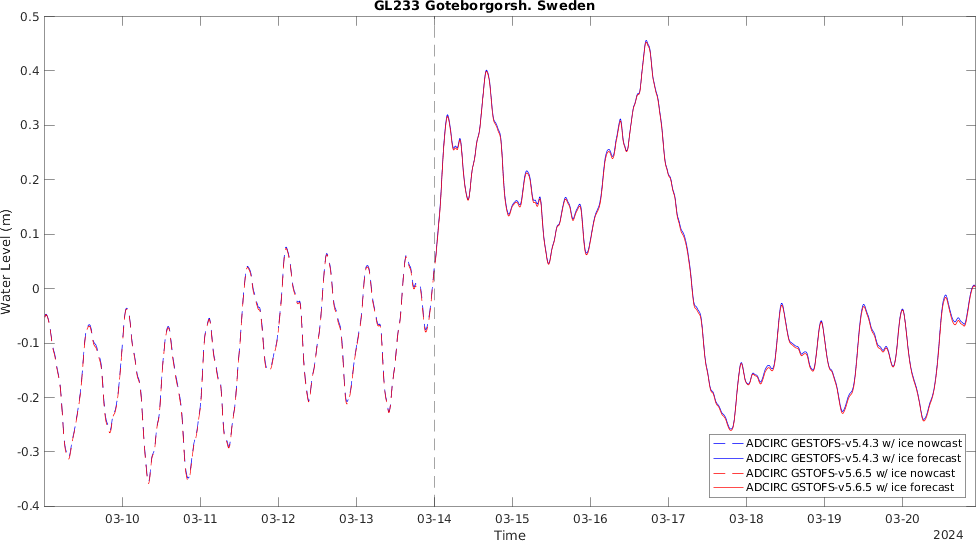 GL233 Goteborgorsh. Sweden
0.5
0.4
0.3
0.2
0.1
0
-0.1
-0.2
-0.3
-0.4
Water Level (m)
03-10 03-11 03-12 03-13 03-14 03-15 03-16 03-17 03-18 03-19 03-20
Time
2024
ADCIRC GESTOFS-v5.4.3 w/ ice nowcast
ADCIRC GESTOFS-v5.4.3 w/ ice forecast
ADCIRC GSTOFS-v5.6.5 w/ ice nowcast
ADCIRC GSTOFS-v5.6.5 w/ ice forecast